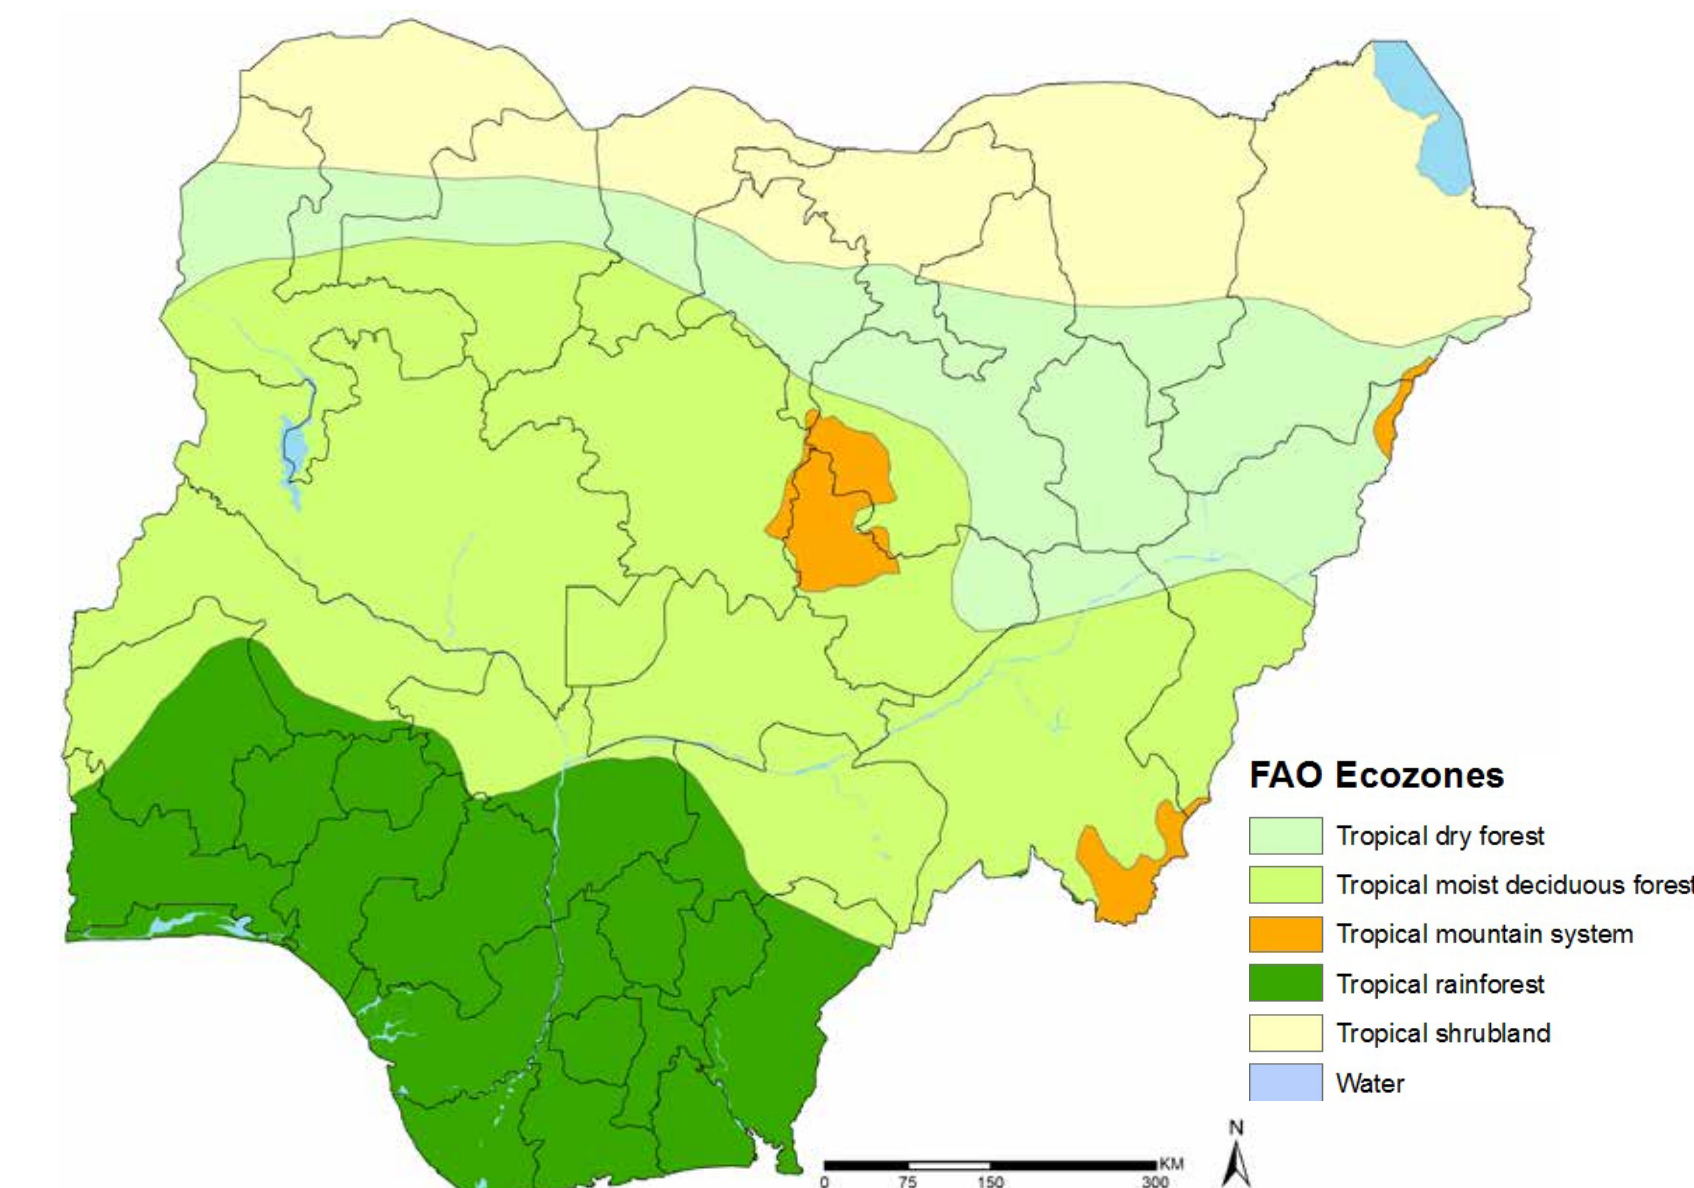 FAO Ecozones
Tropical dry forest
Tropical moist deciduous forest
Tropical mountain system
Tropical rainforest
Tropical shrubland
Water
N
KM
0 75 150 300